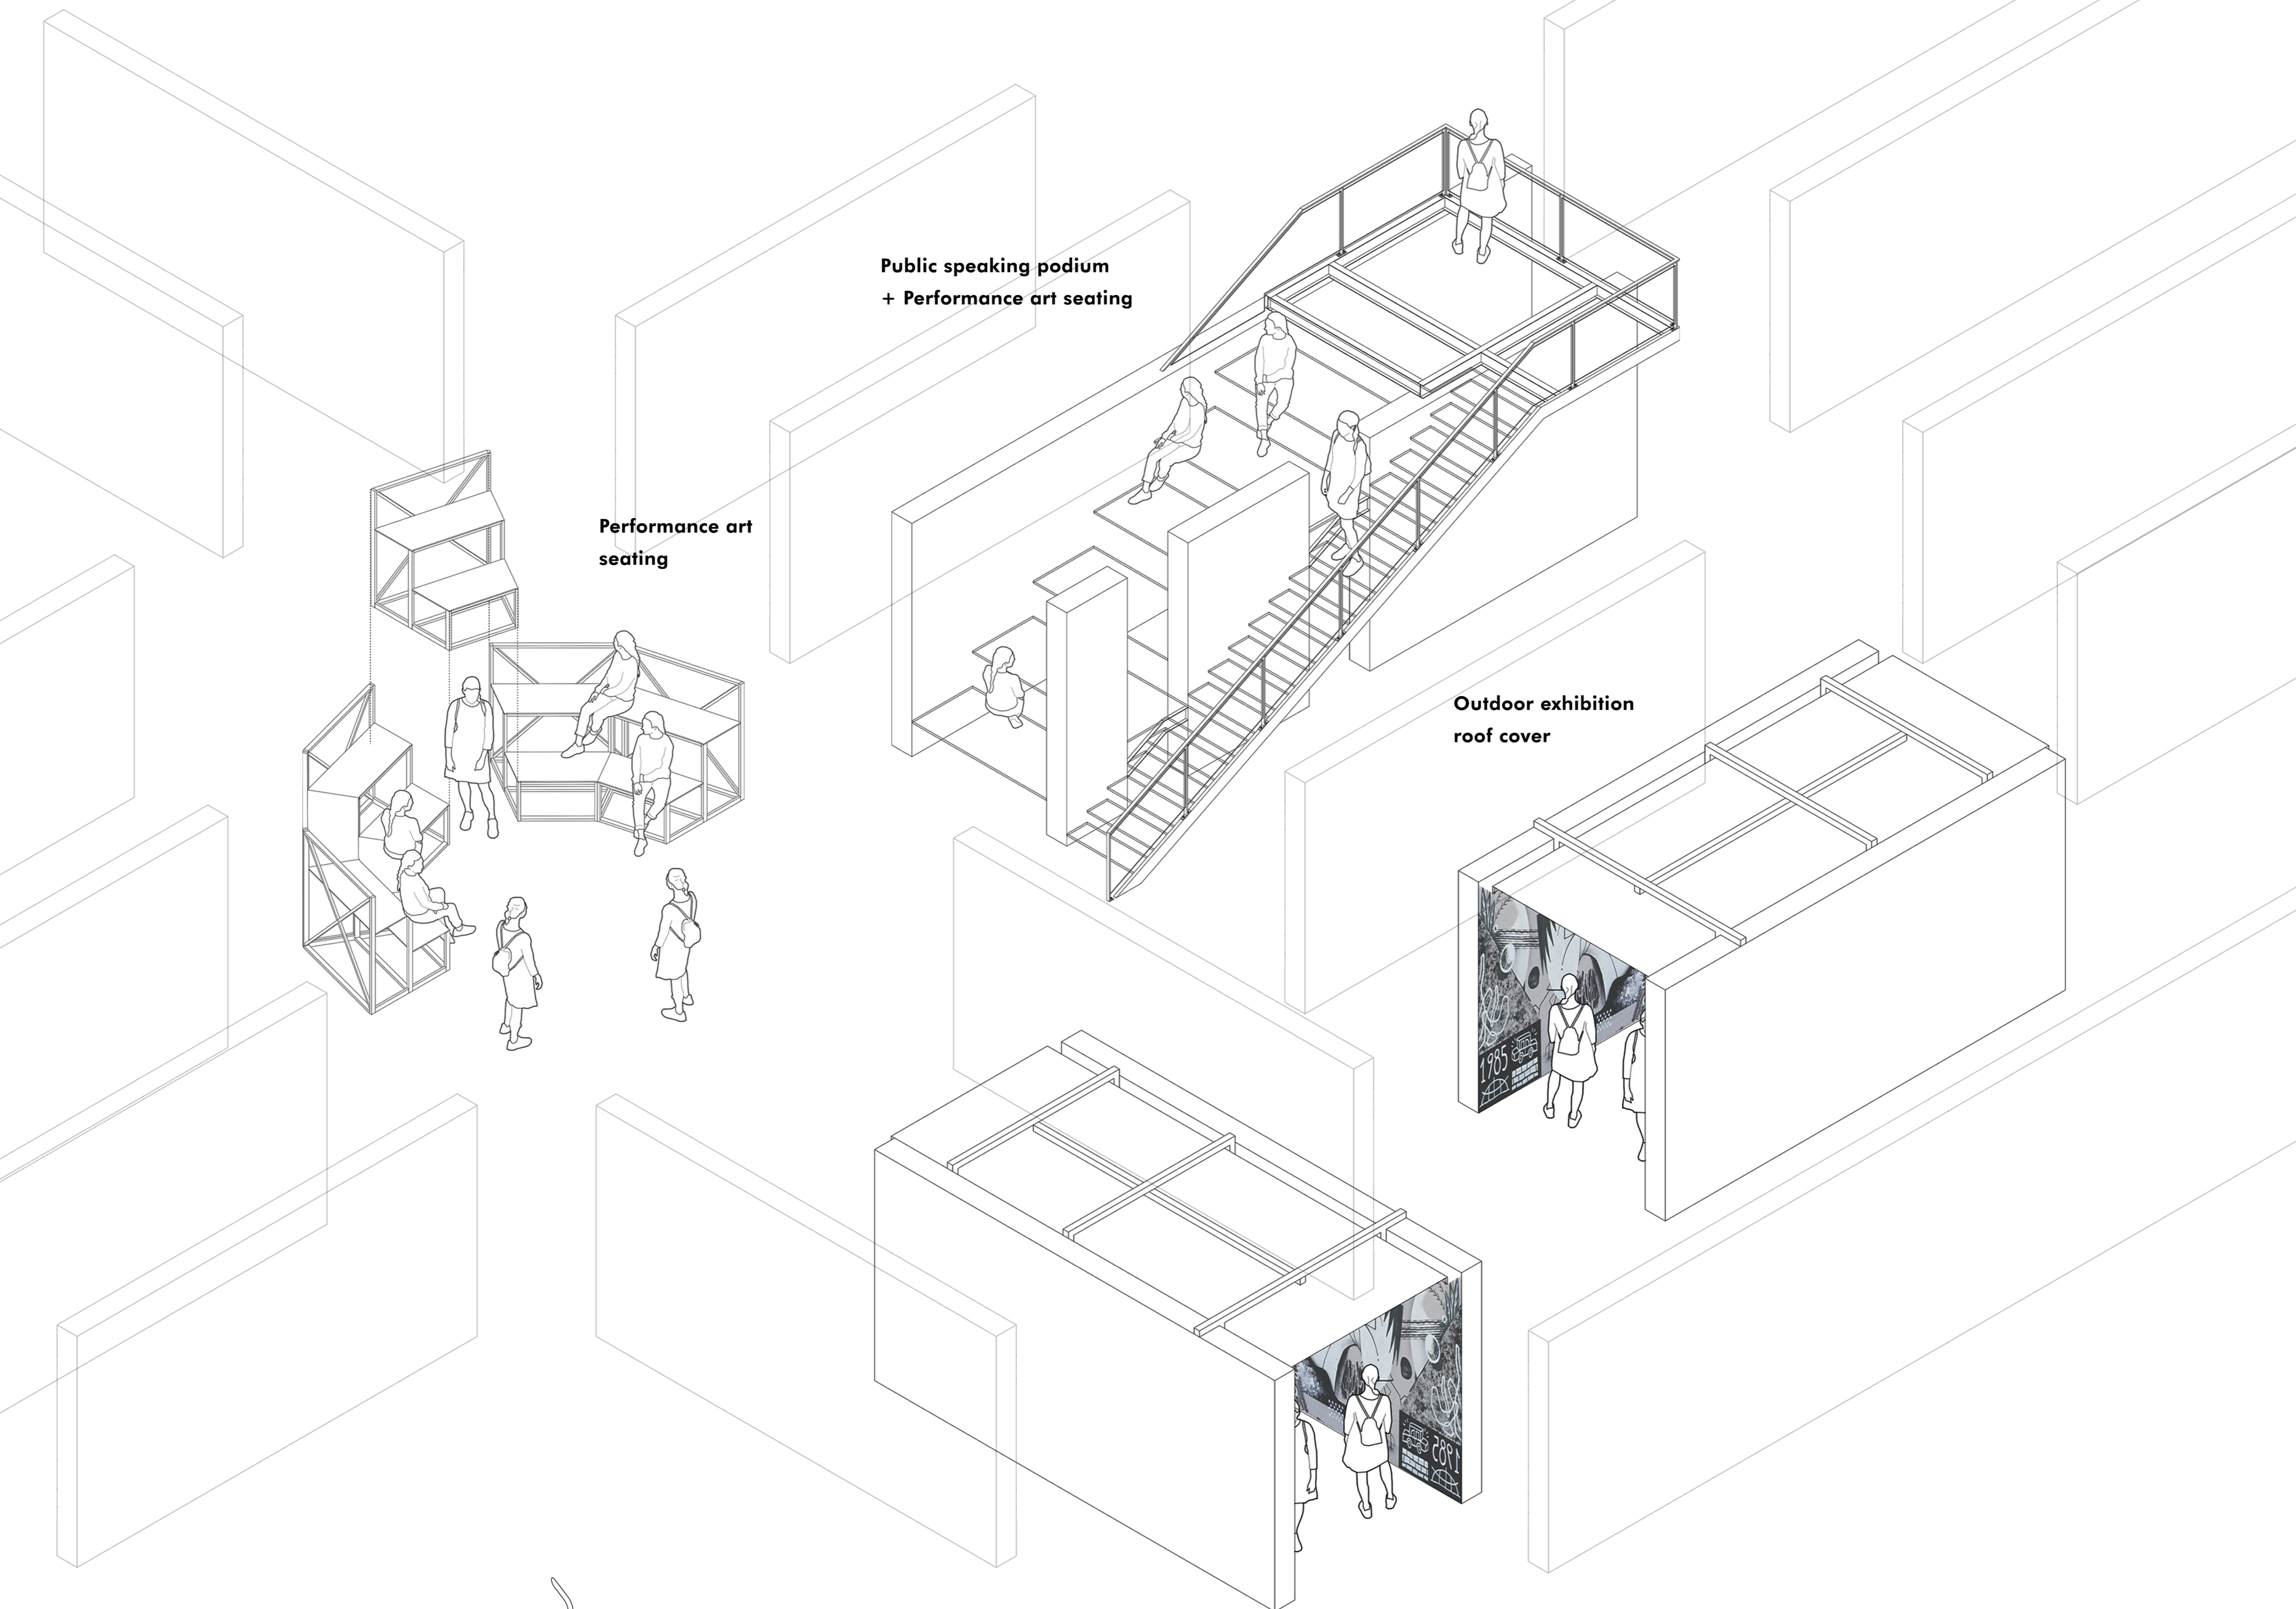 Public speaking podium
+ Performance art seating
Performance art
seating
Outdoor exhibition
roof cover
1985
1985